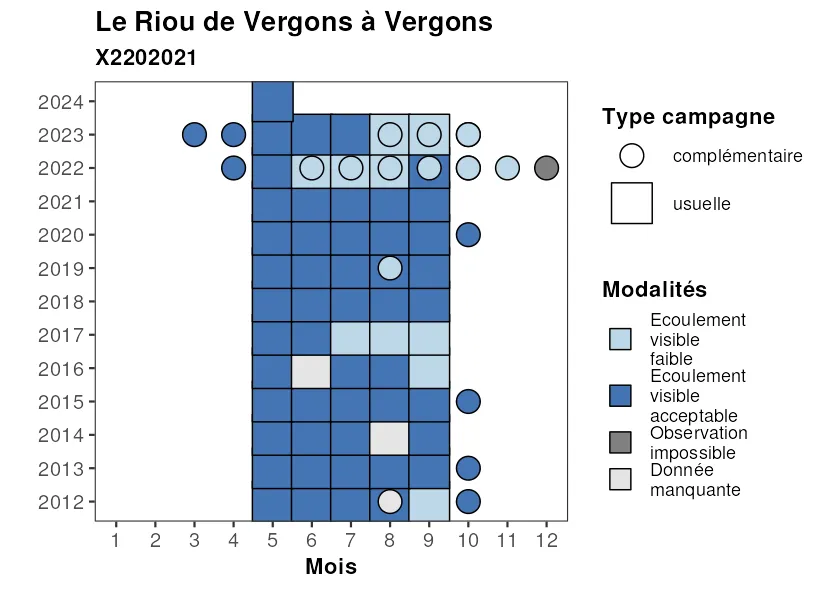 Le Riou de Vergons à Vergons
X2202021
2024
2023
2022
2021
2020
2019
2018
2017
2016
2015
2014
2013
2012
1 2 3 4 5 6 7 8 9 10 11 12
Mois
Type campagne
complémentaire
usuelle
Modalités
Ecoulement
visible
faible
Ecoulement
visible
acceptable
Observation
impossible
Donnée
manquante